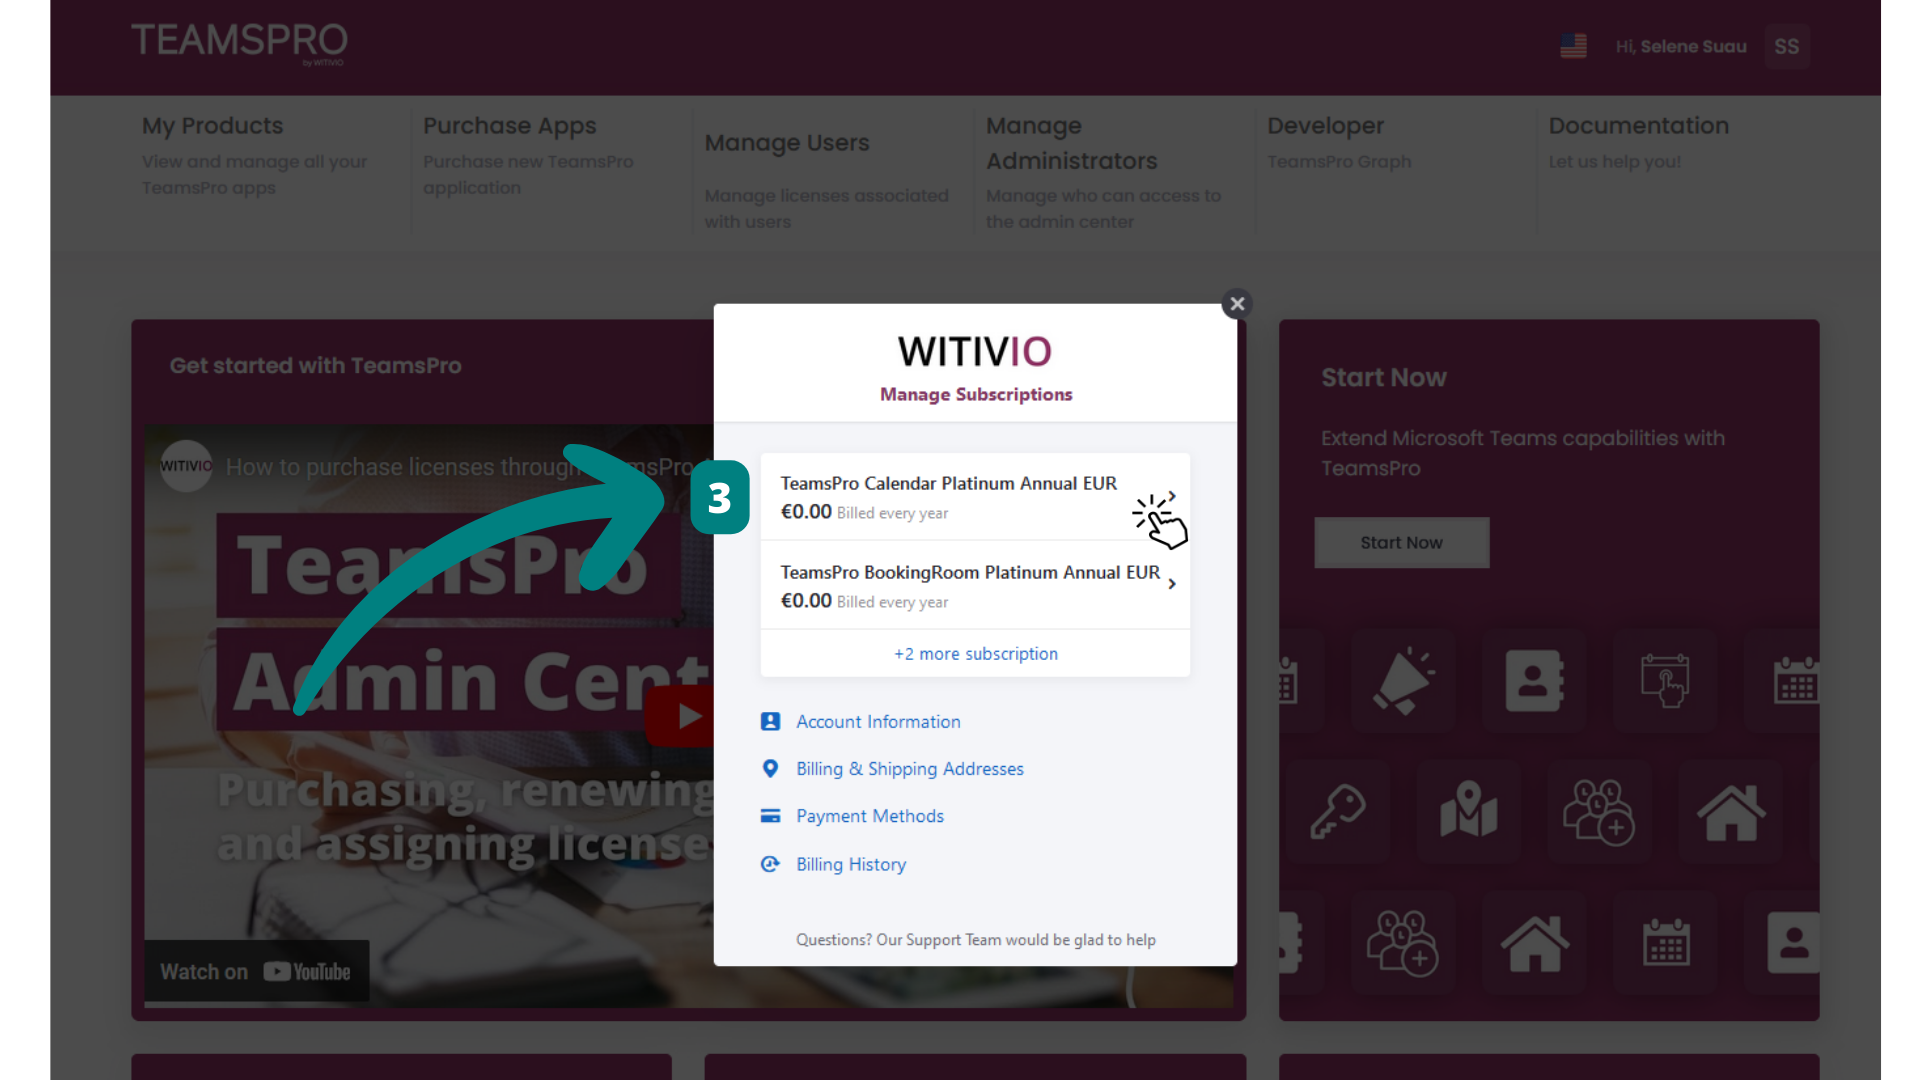 TEAMSPRO
by WITIVIO
Hi, Selene Suau
SS
My Products
View and manage all your
TeamsPro apps
Purchase Apps
Purchase new TeamsPro
application
Manage Users
Manage licenses associated
with users
Manage
Administrators
Manage who can access to
the admin center
Developer
TeamsPro Graph
Documentation
Let us help you!
Get started with TeamsPro
WITIVIO
How to purchase licenses through
TeamsPro
Admin Cent
Purchasing, renewing
and assigning license
Watch on YouTube
3
WITIVIO
Manage Subscriptions
TeamsPro Calendar Platinum Annual EUR
€0.00 Billed every year
TeamsPro BookingRoom Platinum Annual EUR
€0.00 Billed every year
+2 more subscription
Account Information
Billing & Shipping Addresses
Payment Methods
Billing History
Questions? Our Support Team would be glad to help
Start Now
Extend Microsoft Teams capabilities with
TeamsPro
Start Now